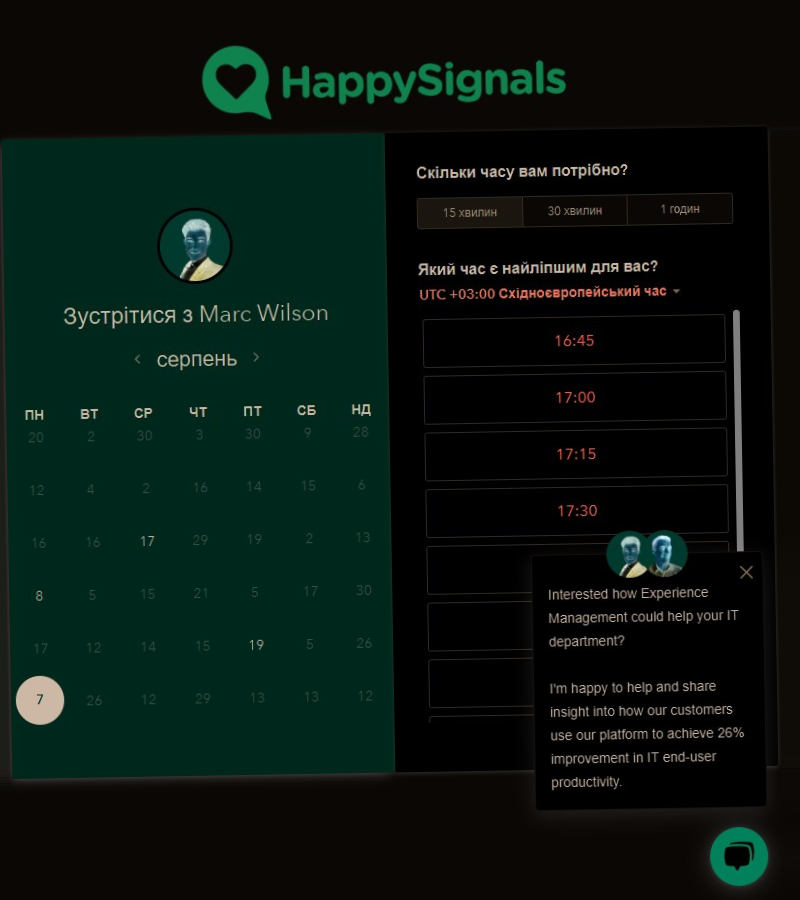 HappySignals
Зустрітися з Marc Wilson
серпень
ПН ВТ СР ЧТ ПТ СБ НД
20 2 30 3 30 9 28
12 4 2 16 14 15 6
16 16 17 29 19 2 13
8 5 15 21 5 17 30
17 12 14 15 19 5 26
7 26 12 29 13 13 12
Скільки часу вам потрібно?
15 хвилин 30 хвилин 1 годин
Який час є найліпшим для вас?
UTC +03:00 Східноєвропейський час
16:45
17:00
17:15
17:30
Interested how Experience
Management could help your IT
department?
I'm happy to help and share
insight into how our customers
use our platform to achieve 26%
improvement in IT end-user
productivity.